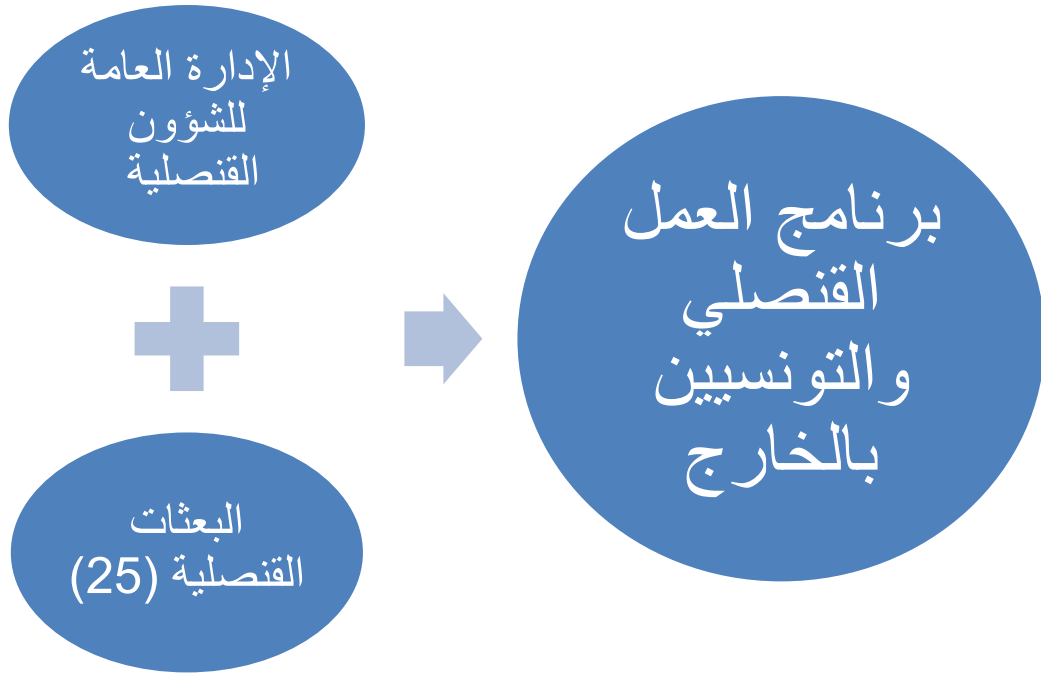 الإدارة العامة
للشؤون
القنصلية
البعثات
القنصلية (25)
برنامج العمل
القنصلي
والتونسيين
بالخارج